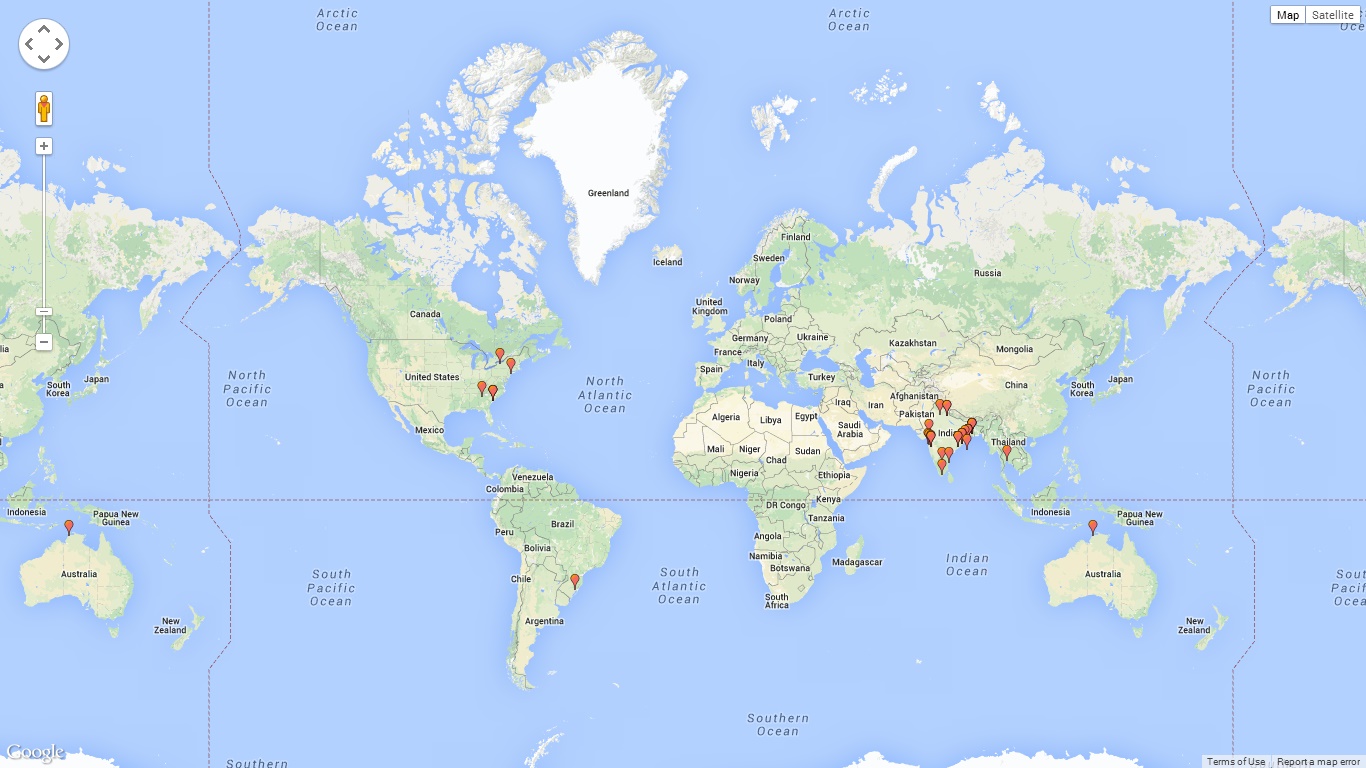 Arctic
Ocean
Arctic
Ocean
Map
Satellite
Greenland
Finland
Iceland
Sweden
Russia
Norway
United
Kingdom
Canada
Poland
Ukraine
Germany
Kazakhstan
France
Mongolia
Italy
Spain
United States
Turkey
China
South
Korea
Japan
South
Korea
Japan
North
Pacific
Ocean
North
Atlantic
Ocean
North
Pacific
Ocean
Afghanistan
Iraq
Iran
Pakistan
Algeria
Libya
Egypt
Saudi
Arabia
Mexico
Thailand
Mali
Niger
Sudan
Chad
Nigeria
Ethiopia
Venezuela
Colombia
Kenya
DR Congo
Indonesia
Papua New
Guinea
Indonesia
Papua New
Guinea
Tanzania
Brazil
Peru
Angola
Bolivia
Namibia
Madagascar
Botswana
Indian
Ocean
Australia
Australia
Chile
South
Pacific
Ocean
South
Atlantic
Ocean
South
Africa
Argentina
New
Zealand
New
Zealand
Southern
Ocean
Southern
Google
Terms of Use
Report a map error